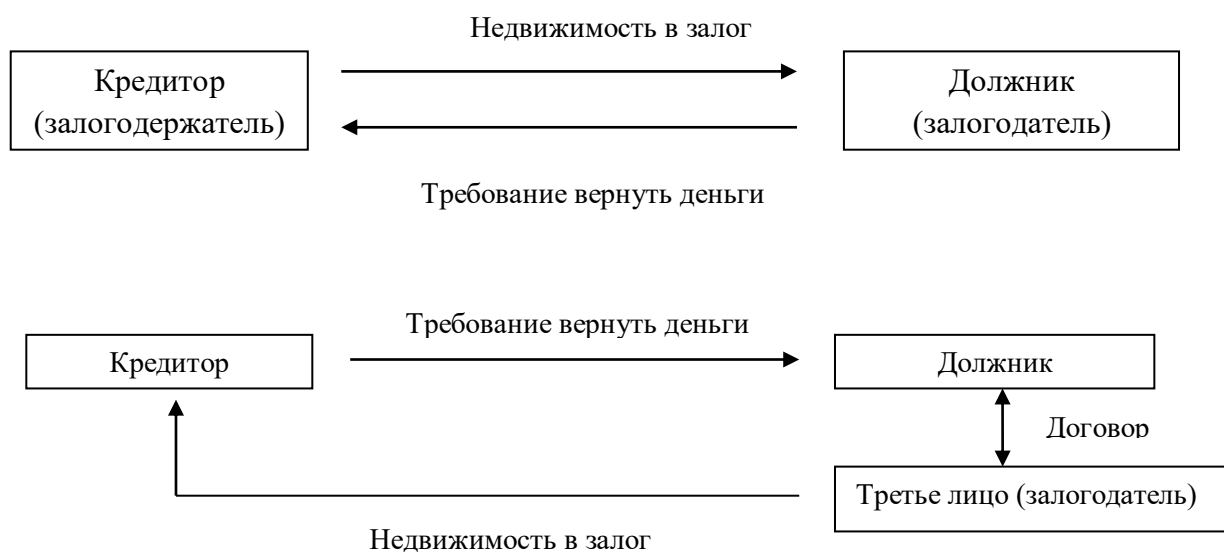 Недвижимость в залог
Кредитор
(залогодержатель)
Должник
(залогодатель)
Требование вернуть деньги
Требование вернуть деньги
Кредитор
Должник
Договор
Третье лицо (залогодатель)
Недвижимость в залог